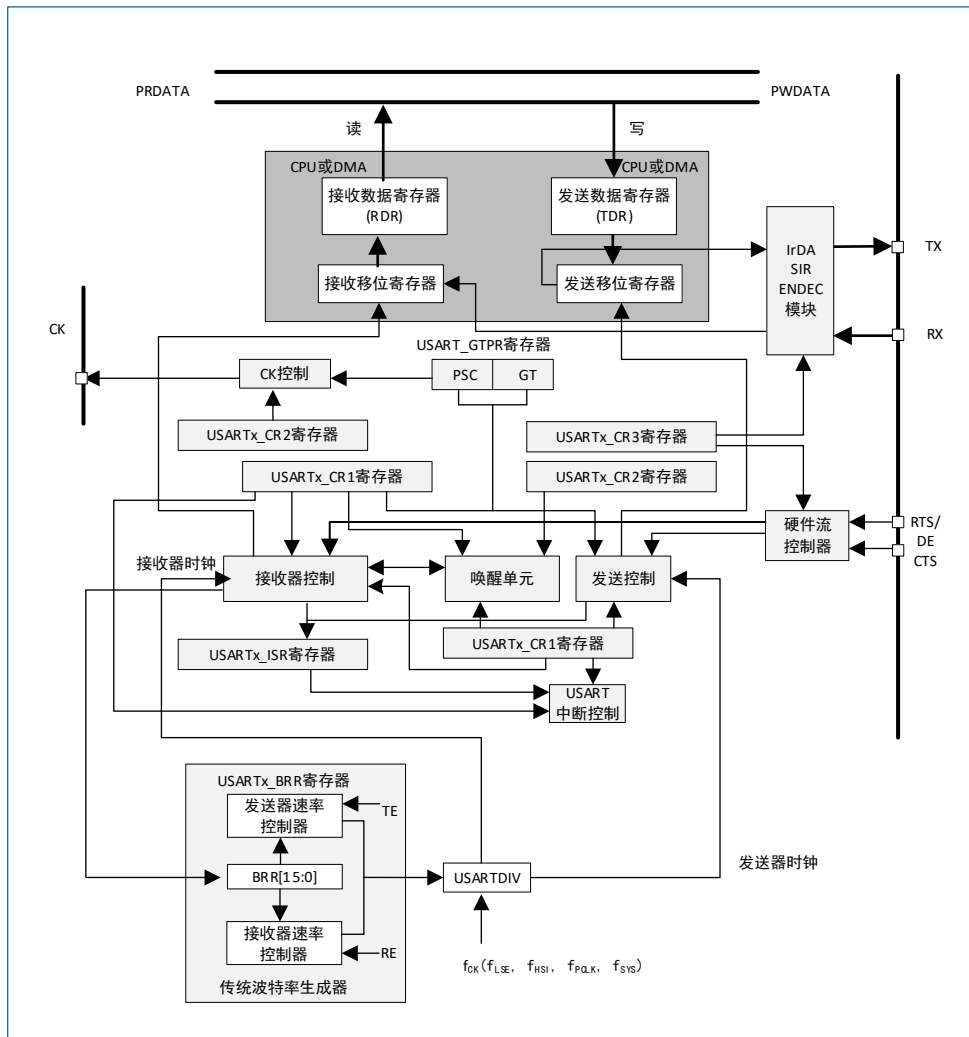 PRDATA
PWDATA
读
写
CPU或DMA
CPU或DMA
接收数据寄存器
(RDR)
发送数据寄存器
(TDR)
接收移位寄存器
发送移位寄存器
IrDA
SIR
ENDEC
模块
TX
RX
CK
USART_GTPR寄存器
CK控制
PSC
GT
USARTx_CR2寄存器
USARTx_CR3寄存器
USARTx_CR1寄存器
USARTx_CR2寄存器
硬件流
控制器
RTS/
DE
CTS
接收器时钟
接收器控制
唤醒单元
发送控制
USARTx_ISR寄存器
USARTx_CR1寄存器
USART
中断控制
USARTx_BRR寄存器
发送器速率
控制器
TE
BRR[15:0]
USARTDIV
发送器时钟
接收器速率
控制器
RE
传统波特率生成器
fCK(fLSE, fHSI, fPCLK, fSYS)